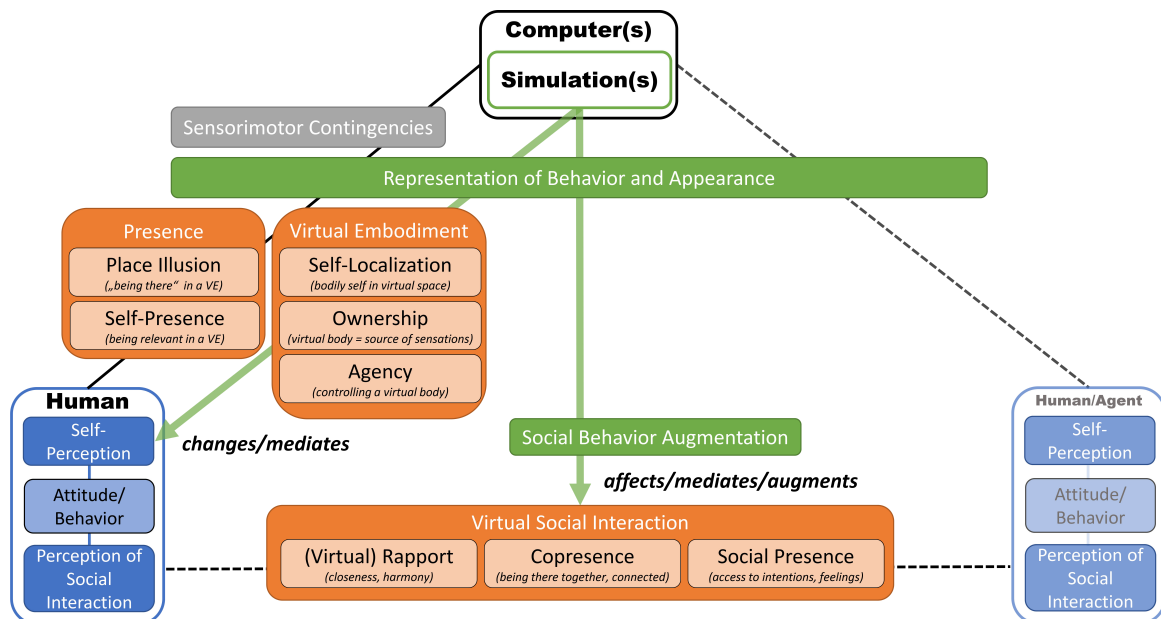 Computer(s)
Simulation(s)
Sensorimotor Contingencies
Representation of Behavior and Appearance
Presence
Place Illusion
(„being there“ in a VE)
Self-Presence
(being relevant in a VE)
Virtual Embodiment
Self-Localization
(bodily self in virtual space)
Ownership
(virtual body = source of sensations)
Agency
(controlling a virtual body)
Human
Self-
Perception
Attitude/
Behavior
Perception of
Social
Interaction
changes/mediates
Social Behavior Augmentation
affects/mediates/augments
Virtual Social Interaction
(Virtual) Rapport
(closeness, harmony)
Copresence
(being there together, connected)
Social Presence
(access to intentions, feelings)
Human/Agent
Self-
Perception
Attitude/
Behavior
Perception of
Social
Interaction